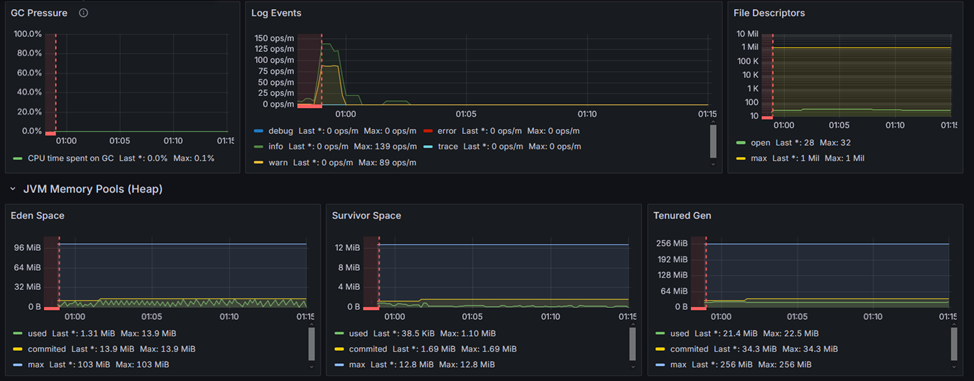 GC Pressure
Log Events
File Descriptors
100.0%
80.0%
60.0%
40.0%
20.0%
0.0%
01:00 01:05 01:10 01:15
CPU time spent on GC Last *: 0.0% Max: 0.1%
150 ops/m
125 ops/m
100 ops/m
75 ops/m
50 ops/m
25 ops/m
0 ops/m
01:00 01:05 01:10 01:15
debug Last *: 0 ops/m Max: 0 ops/m error Last *: 0 ops/m Max: 0 ops/m
info Last *: 0 ops/m Max: 139 ops/m trace Last *: 0 ops/m Max: 0 ops/m
warn Last *: 0 ops/m Max: 89 ops/m
10 Mil
1 Mil
100 K
10 K
1 K
100
10
01:00 01:05 01:10 01:15
open Last *: 28 Max: 32
max Last *: 1 Mil Max: 1 Mil
JVM Memory Pools (Heap)
Eden Space
Survivor Space
Tenured Gen
96 MiB
64 MiB
32 MiB
0 B
01:00 01:05 01:10 01:15
used Last *: 1.31 MiB Max: 13.9 MiB
commited Last *: 13.9 MiB Max: 13.9 MiB
max Last *: 103 MiB Max: 103 MiB
12 MiB
8 MiB
4 MiB
0 B
01:00 01:05 01:10 01:15
used Last *: 38.5 KiB Max: 1.10 MiB
commited Last *: 1.69 MiB Max: 1.69 MiB
max Last *: 12.8 MiB Max: 12.8 MiB
256 MiB
192 MiB
128 MiB
64 MiB
0 B
01:00 01:05 01:10 01:15
used Last *: 21.4 MiB Max: 22.5 MiB
commited Last *: 34.3 MiB Max: 34.3 MiB
max Last *: 256 MiB Max: 256 MiB